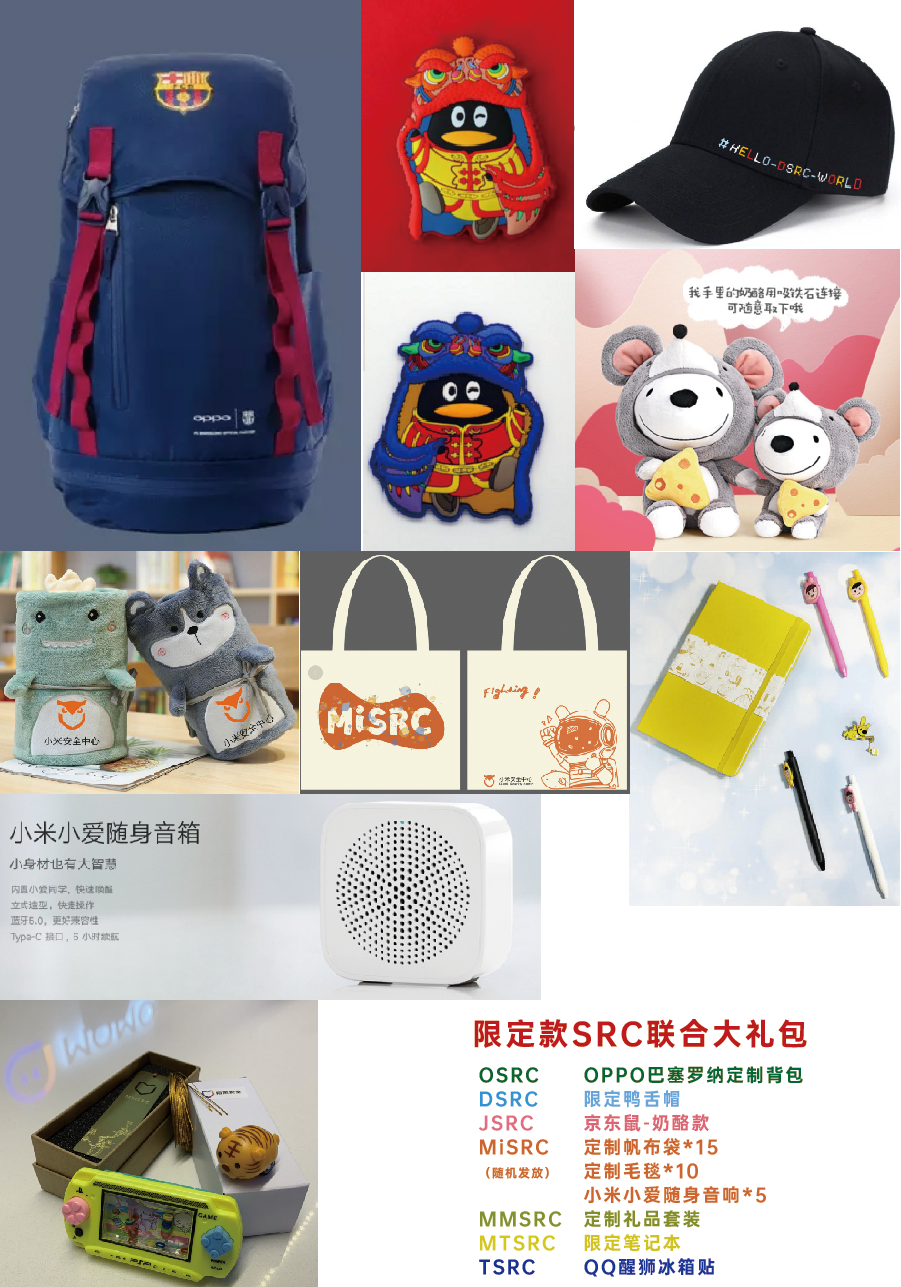 oppo
#HELLO-DSRC-WORLD
我手里的奶酪用吸铁石连接
可随意取下哦
小米安全中心
小米安全中心
MiSRC
Fighting!
小米安全中心
小米小爱随身音箱
小身材也有大智慧
内置小爱同学，快速唤醒
立式造型，快捷操作
蓝牙5.0，更好兼容性
Type-C 接口，6 小时续航
WOWO
GAME
限定款SRC联合大礼包
OSRC OPPO巴塞罗纳定制背包
DSRC 限定鸭舌帽
JSRC 京东鼠-奶酪款
MiSRC 定制帆布袋*15
（随机发放） 定制毛毯*10
小米小爱随身音响*5
MMSRC 定制礼品套装
MTSRC 限定笔记本
TSRC QQ醒狮冰箱贴